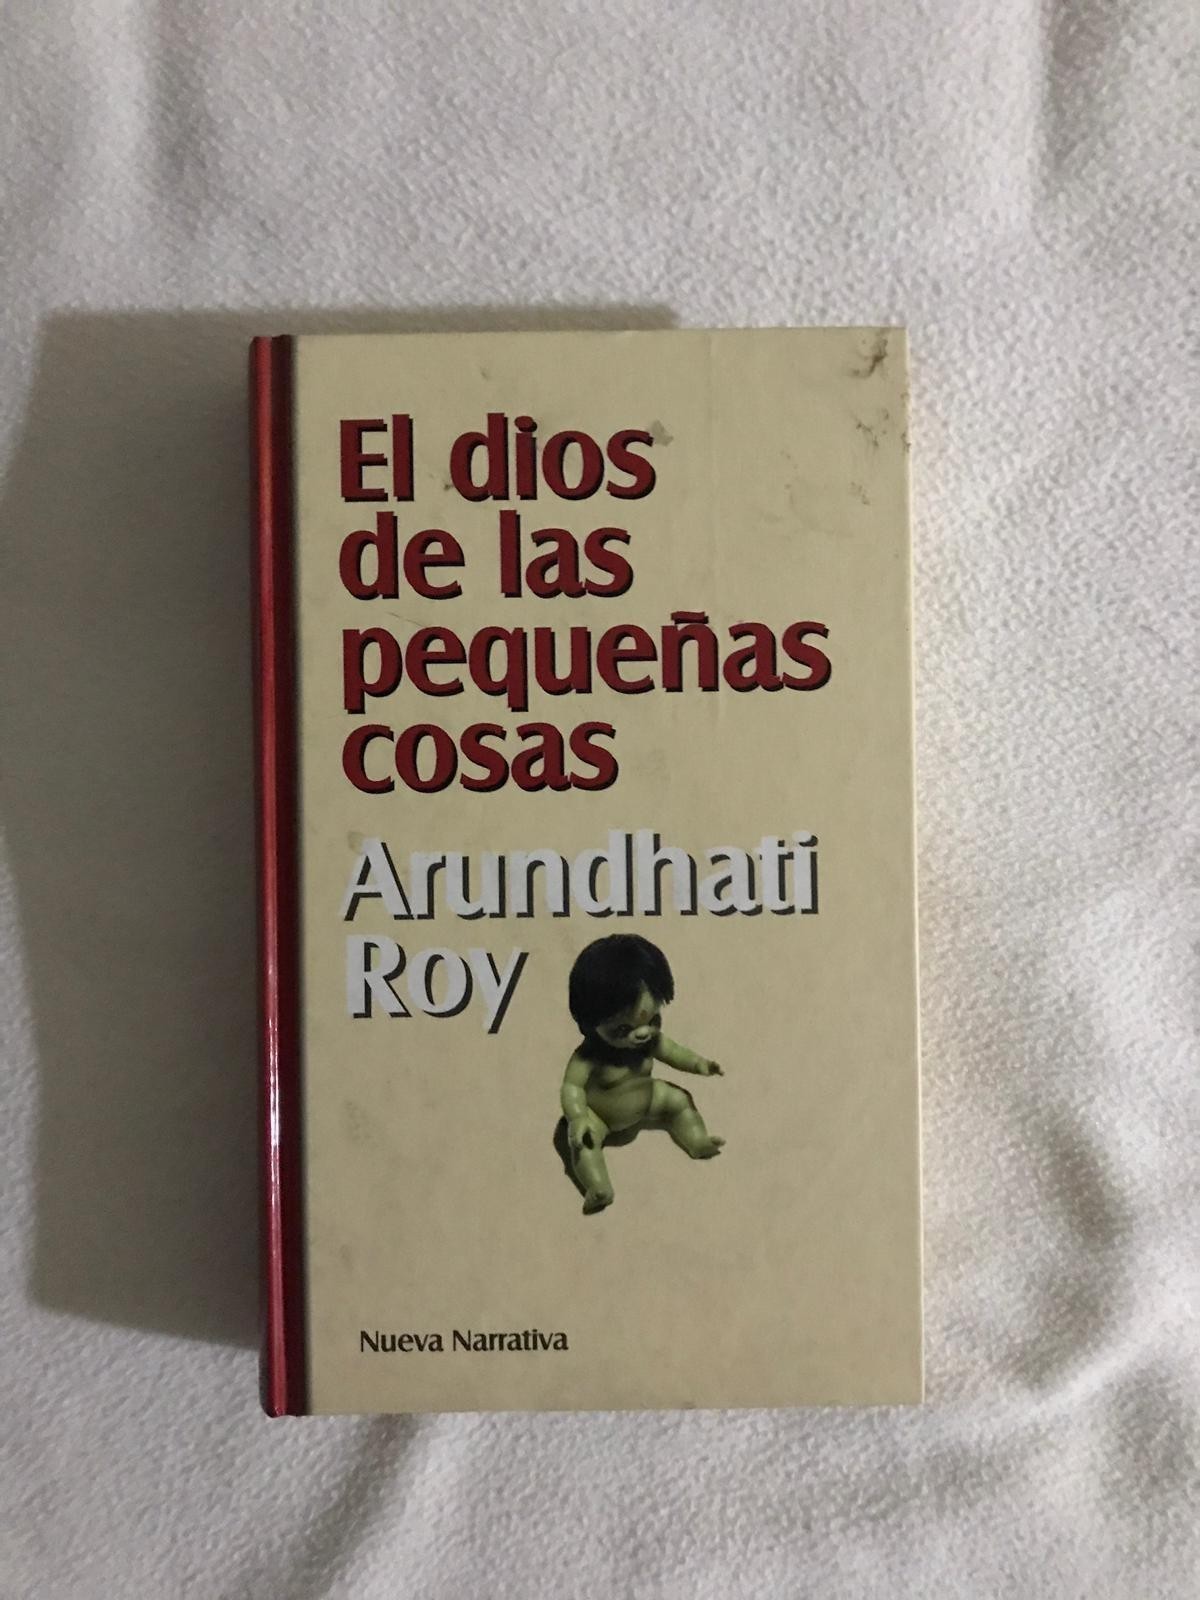 El dios
de las
pequeñas
cosas
Arundhati
Roy
Nueva Narrativa